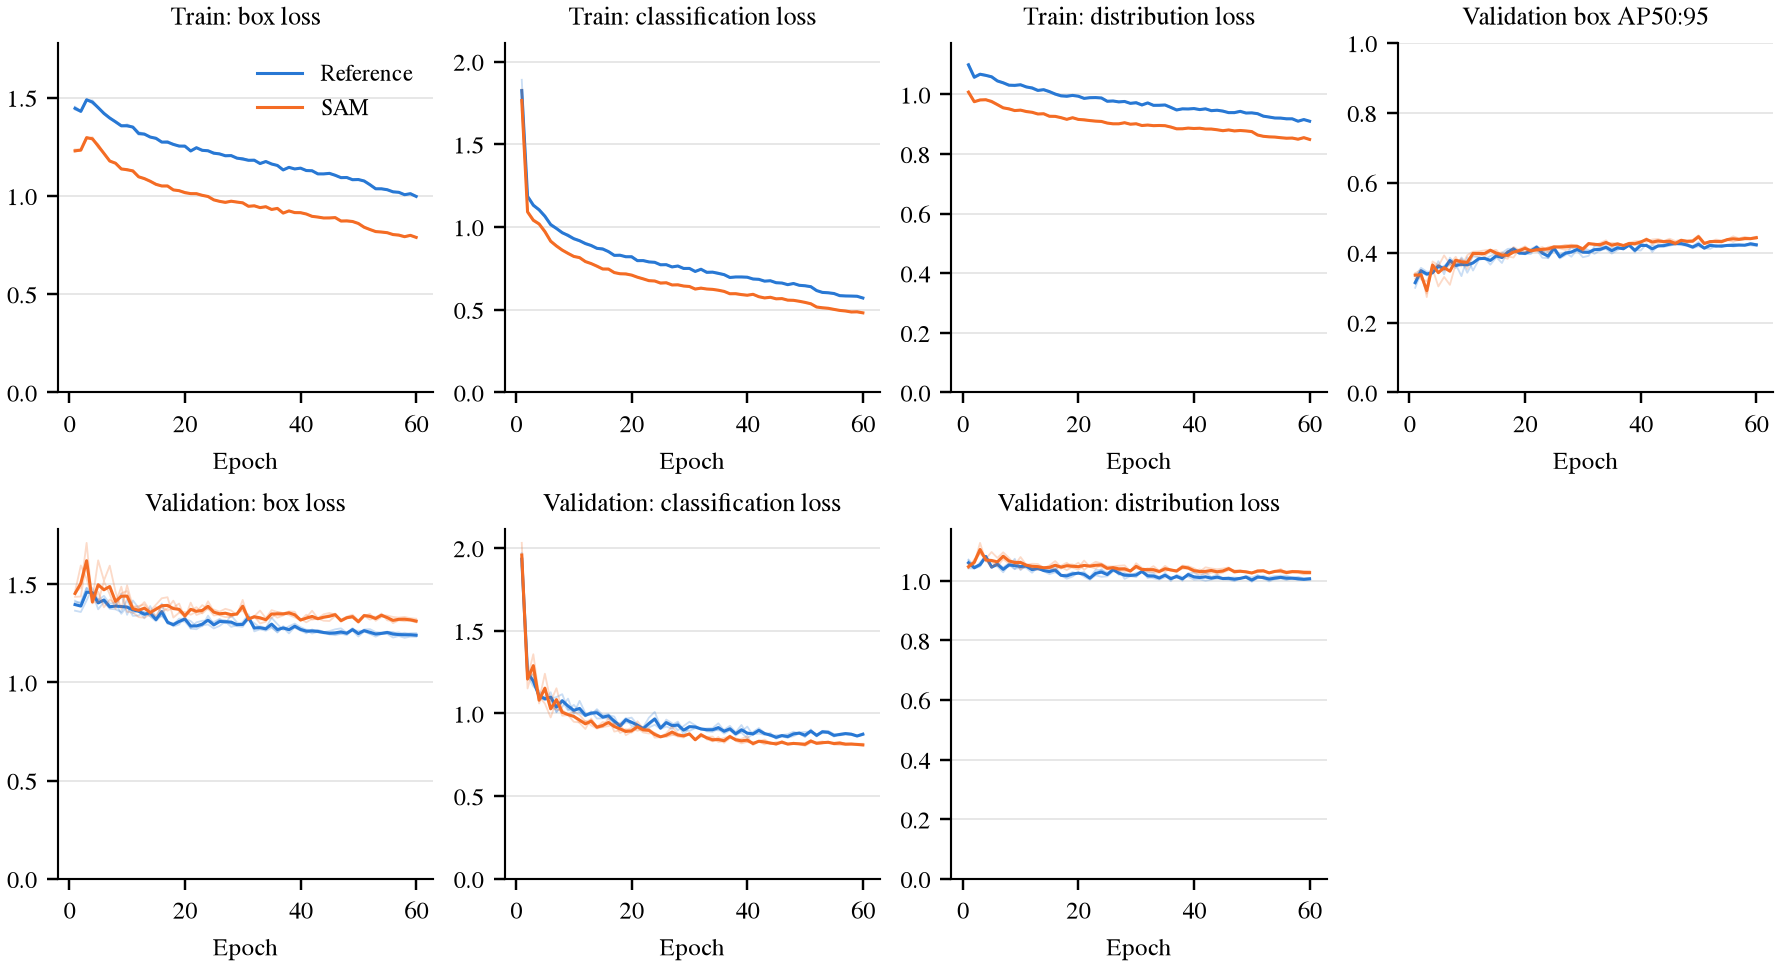 Train: box loss
1.5
1.0
0.5
0.0
Reference
SAM
0 20 40 60
Epoch
Train: classification loss
2.0
1.5
1.0
0.5
0.0
0 20 40 60
Epoch
Train: distribution loss
1.0
0.8
0.6
0.4
0.2
0.0
0 20 40 60
Epoch
Validation box AP50:95
1.0
0.8
0.6
0.4
0.2
0.0
0 20 40 60
Epoch
Validation: box loss
1.5
1.0
0.5
0.0
0 20 40 60
Epoch
Validation: classification loss
2.0
1.5
1.0
0.5
0.0
0 20 40 60
Epoch
Validation: distribution loss
1.0
0.8
0.6
0.4
0.2
0.0
0 20 40 60
Epoch